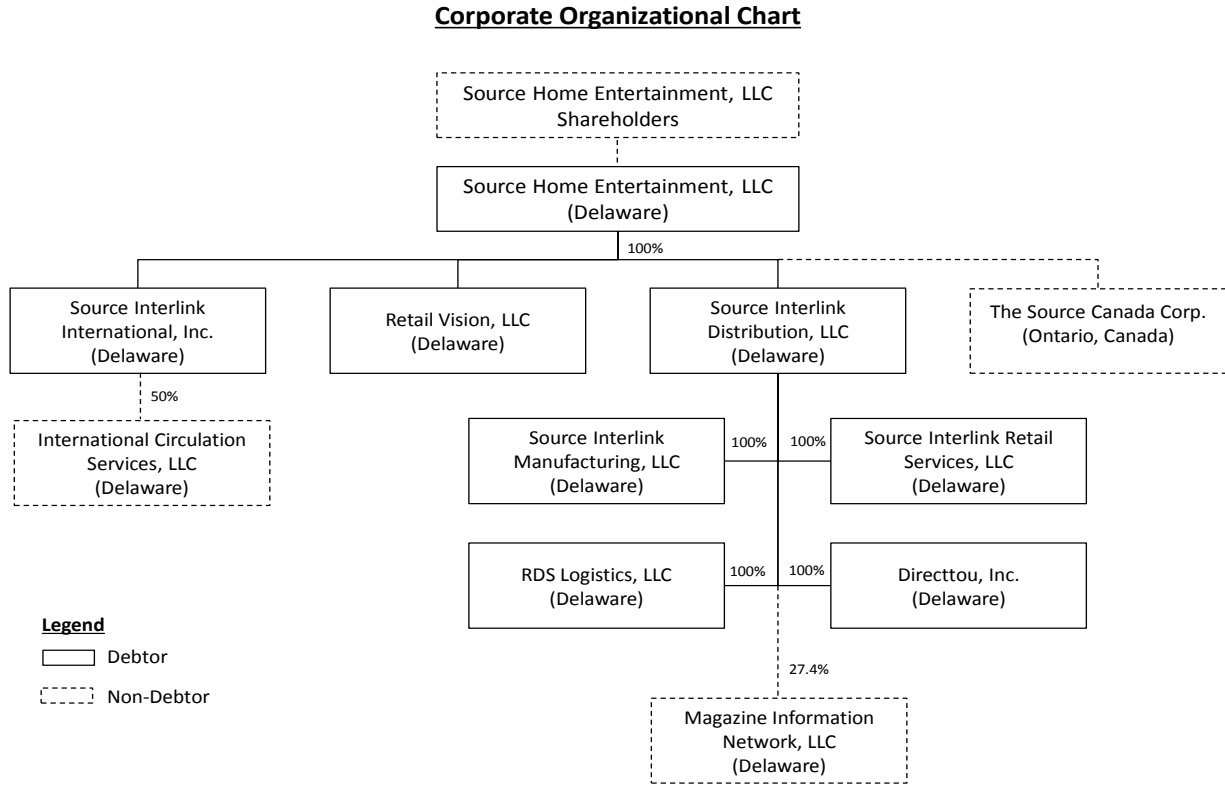 Corporate Organizational Chart
Source Home Entertainment, LLC
Shareholders
Source Home Entertainment, LLC
(Delaware)
100%
Source Interlink
International, Inc.
(Delaware)
Retail Vision, LLC
(Delaware)
Source Interlink
Distribution, LLC
(Delaware)
The Source Canada Corp.
(Ontario, Canada)
50%
International Circulation
Services, LLC
(Delaware)
Source Interlink
Manufacturing, LLC
(Delaware)
100%
100%
Source Interlink Retail
Services, LLC
(Delaware)
RDS Logistics, LLC
(Delaware)
100%
100%
Directtou, Inc.
(Delaware)
Legend
Debtor
Non-Debtor
27.4%
Magazine Information
Network, LLC
(Delaware)